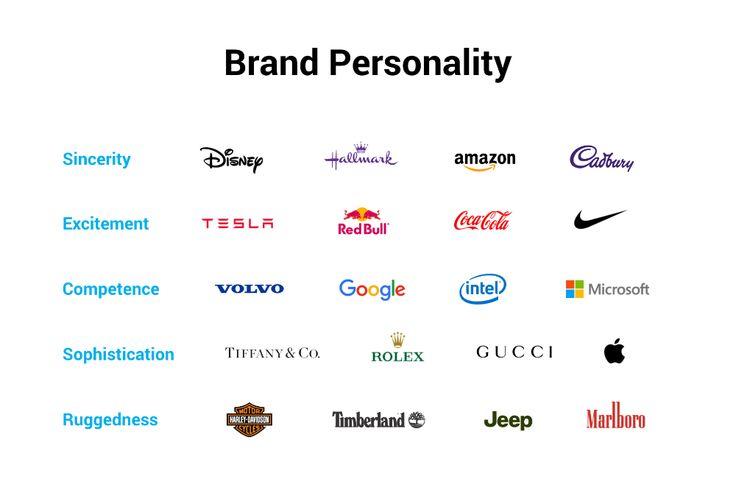 Brand Personality
Sincerity Disney Hallmark amazon Cadbury
Excitement TESLA Red Bull Coca-Cola
Competence VOLVO Google intel Microsoft
Sophistication TIFFANY & CO. ROLEX GUCCI
Ruggedness MOTOR HARLEY-DAVIDSON CYCLES Timberland Jeep Marlboro